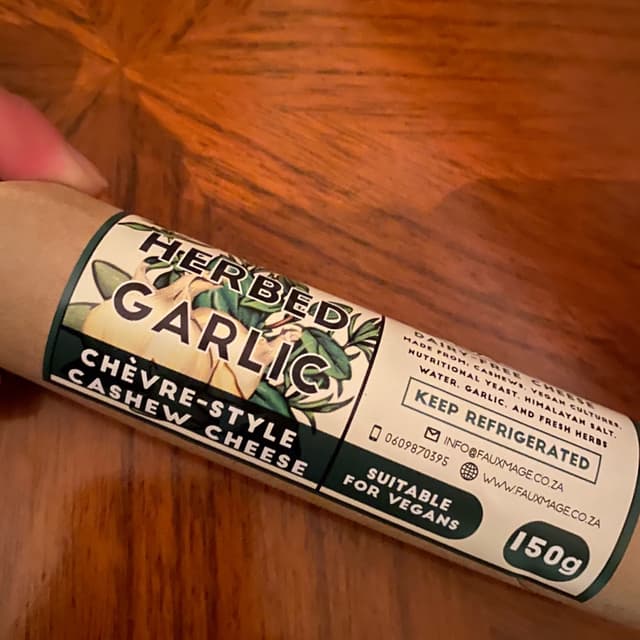 HERBED
GARLIC
CHÈVRE-STYLE
CASHEW CHEESE
DAIRY-FREE CHEESE
MADE FROM, CASHEWS, VEGAN CULTURES,
NUTRITIONAL YEAST, HIMALAYAN SALT,
WATER, GARLIC, AND FRESH HERBS
KEEP REFRIGERATED
0609870395 INFO@FAUXMAGE.CO.ZA
WWW.FAUXMAGE.CO.ZA
SUITABLE
FOR VEGANS
150g